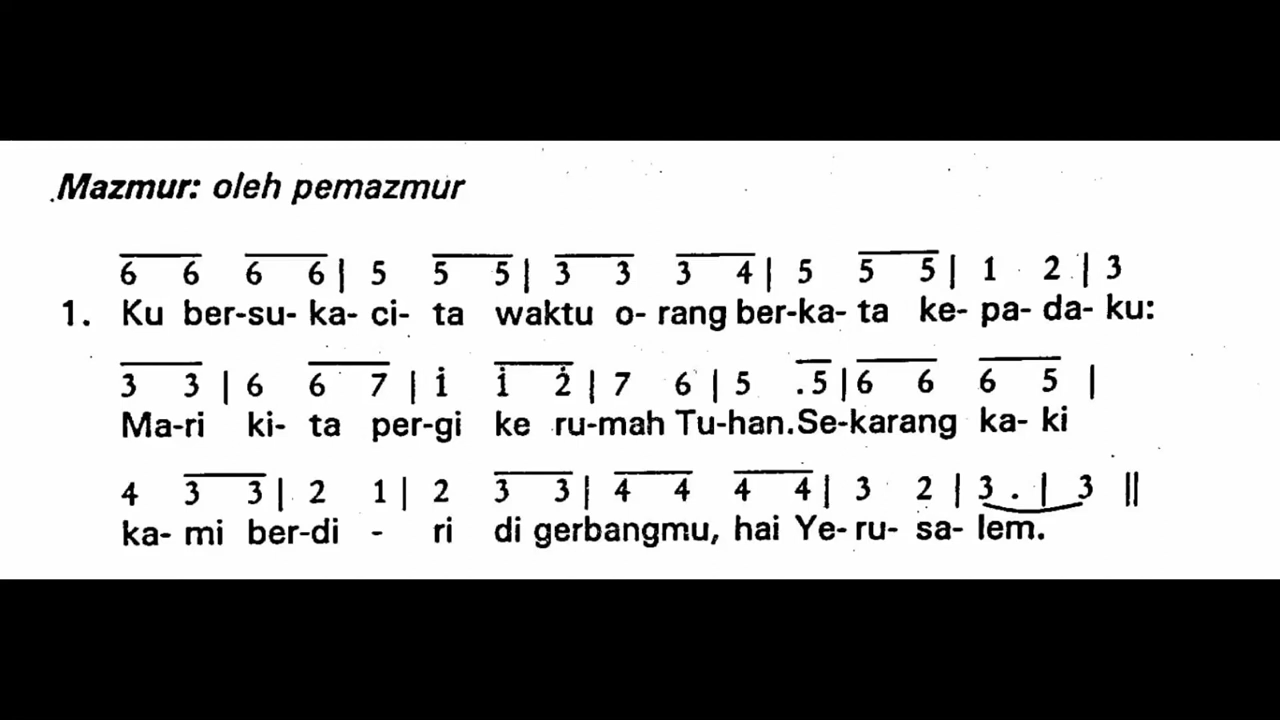 Mazmur: oleh pemazmur
6 6 6 6 | 5 5 5 | 3 3 3 4 | 5 5 5 | 1 2 | 3
1. Ku ber-su- ka- ci- ta waktu o- rang ber-ka- ta ke- pa- da- ku:
3 3 | 6 6 7 | i i 2̇ | 7 6 | 5 .5 | 6 6 6 5 |
Ma-ri ki- ta per-gi ke ru-mah Tu-han.Se-karang ka- ki
4 3 3 | 2 1 | 2 3 3 | 4 4 4 4 | 3 2 | 3 . | 3 ||
ka- mi ber-di - ri di gerbangmu, hai Ye- ru- sa- lem.